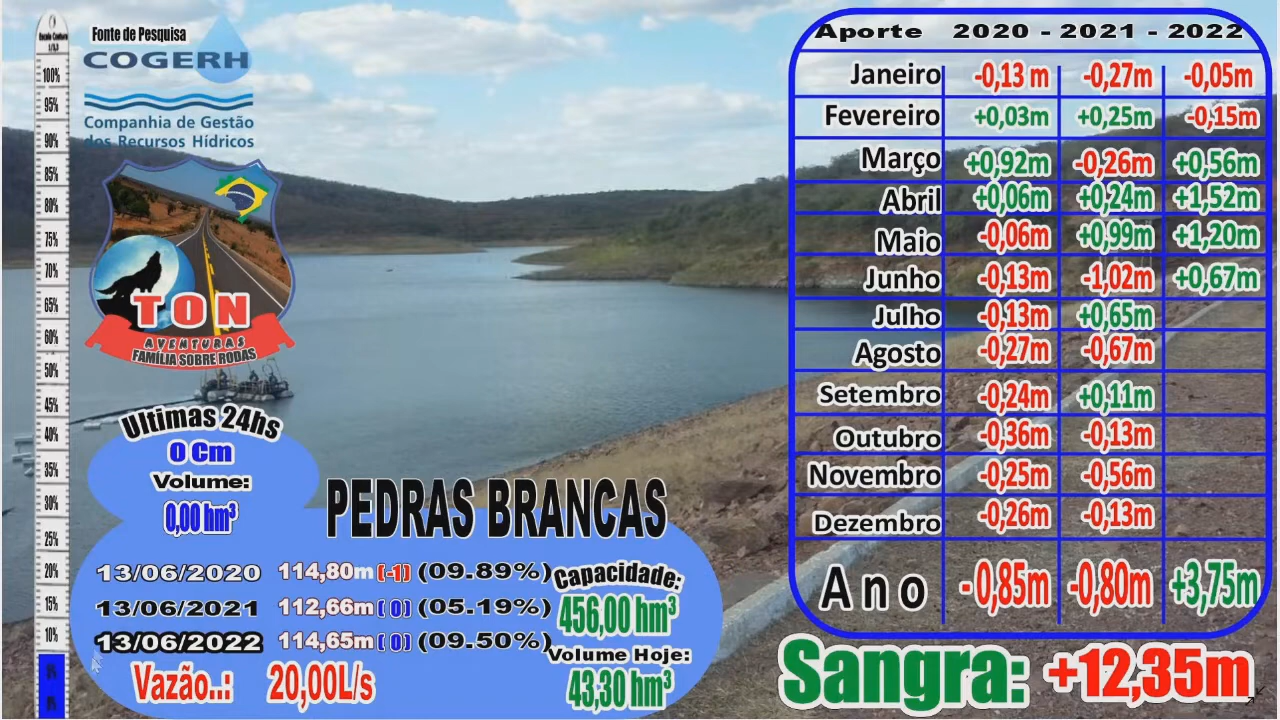 Fonte de Pesquisa
COGERH
Companhia de Gestão
dos Recursos Hídricos
TON
AVENTURAS
FAMÍLIA SOBRE RODAS
100%
95%
90%
85%
80%
75%
70%
65%
60%
50%
45%
40%
35%
30%
25%
20%
15%
10%
Ultimas 24hs
0 Cm
Volume:
0,00 hm³
PEDRAS BRANCAS
13/06/2020 114,80m (-1) (09.89%)
13/06/2021 112,66m ( 0) (05.19%)
13/06/2022 114,65m ( 0) (09.50%)
Vazão..: 20,00L/s
Capacidade:
456,00 hm³
Volume Hoje:
43,30 hm³
Aporte 2020 - 2021 - 2022
Janeiro -0,13 m -0,27m -0,05m
Fevereiro +0,03m +0,25m -0,15m
Março +0,92m -0,26m +0,56m
Abril +0,06m +0,24m +1,52m
Maio -0,06m +0,99m +1,20m
Junho -0,13m -1,02m +0,67m
Julho -0,13m +0,65m
Agosto -0,27m -0,67m
Setembro -0,24m +0,11m
Outubro -0,36m -0,13m
Novembro -0,25m -0,56m
Dezembro -0,26m -0,13m
Ano -0,85m -0,80m +3,75m
Sangra: +12,35m